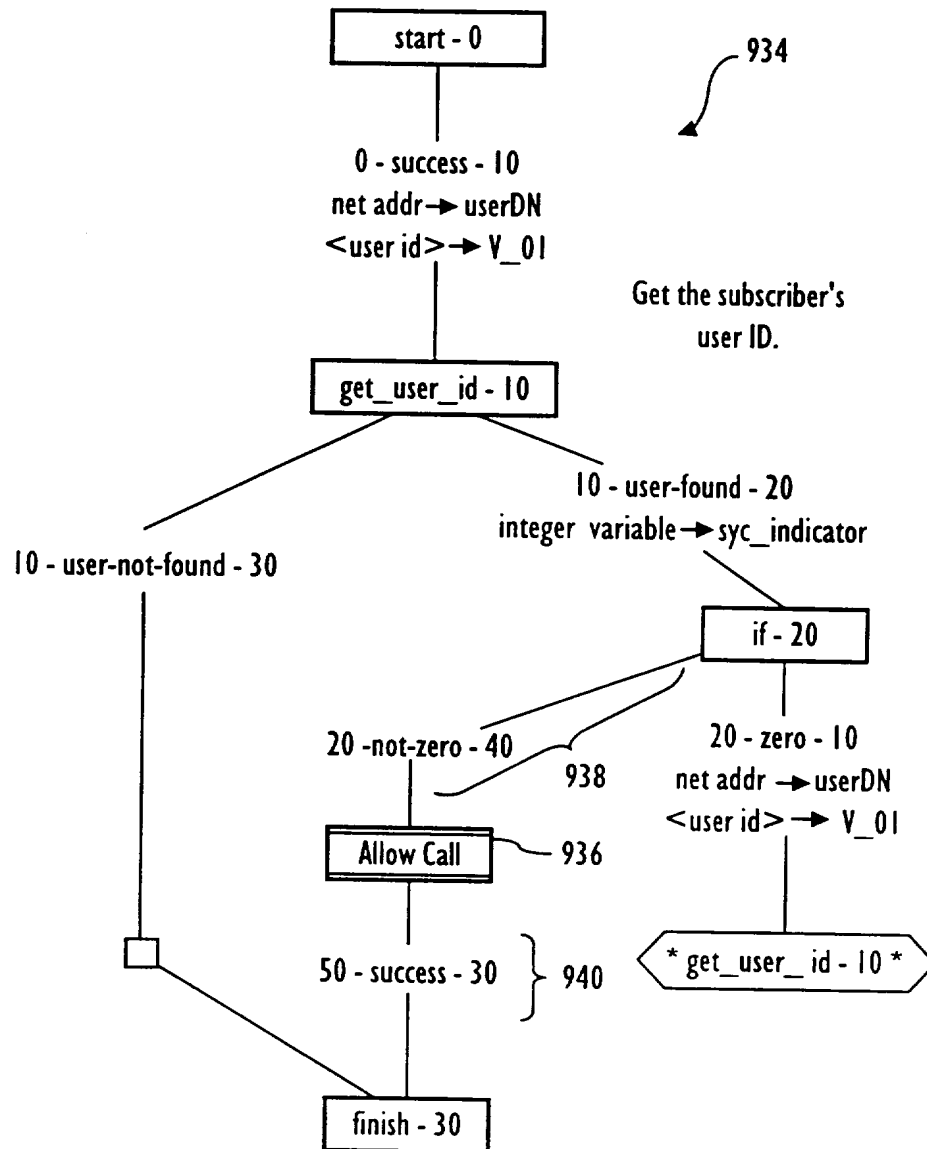 start - 0
934
0 - success - 10
net addr → userDN
<user id> → V_01
Get the subscriber's
user ID.
get_user_id - 10
10 - user-found - 20
integer variable → syc_indicator
10 - user-not-found - 30
if - 20
20 -not-zero - 40
938
20 - zero - 10
net addr → userDN
<user id> → V_01
Allow Call
936
* get_user_ id - 10 *
50 - success - 30
940
finish - 30